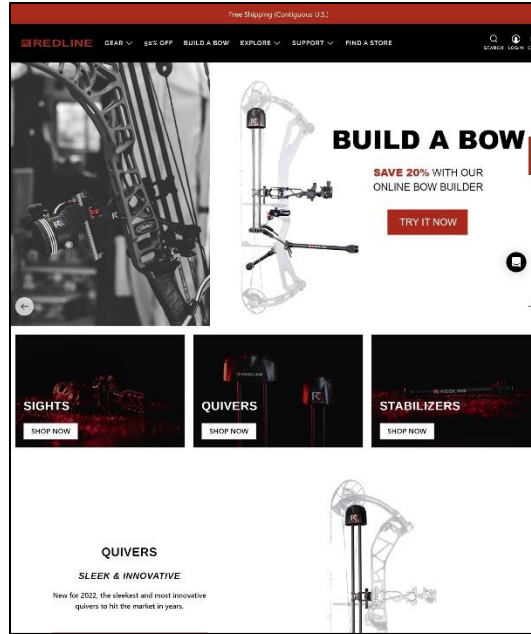 Free Shipping (Contiguous U.S.)
REDLINE
GEAR 50% OFF BUILD A BOW EXPLORE SUPPORT FIND A STORE
SEARCH LOGIN
BUILD A BOW
SAVE 20% WITH OUR
ONLINE BOW BUILDER
TRY IT NOW
SIGHTS
SHOP NOW
REDLINE
QUIVERS
SHOP NOW
REDLINE
STABILIZERS
SHOP NOW
QUIVERS
SLEEK & INNOVATIVE
New for 2022, the sleekest and most innovative
quivers to hit the market in years.